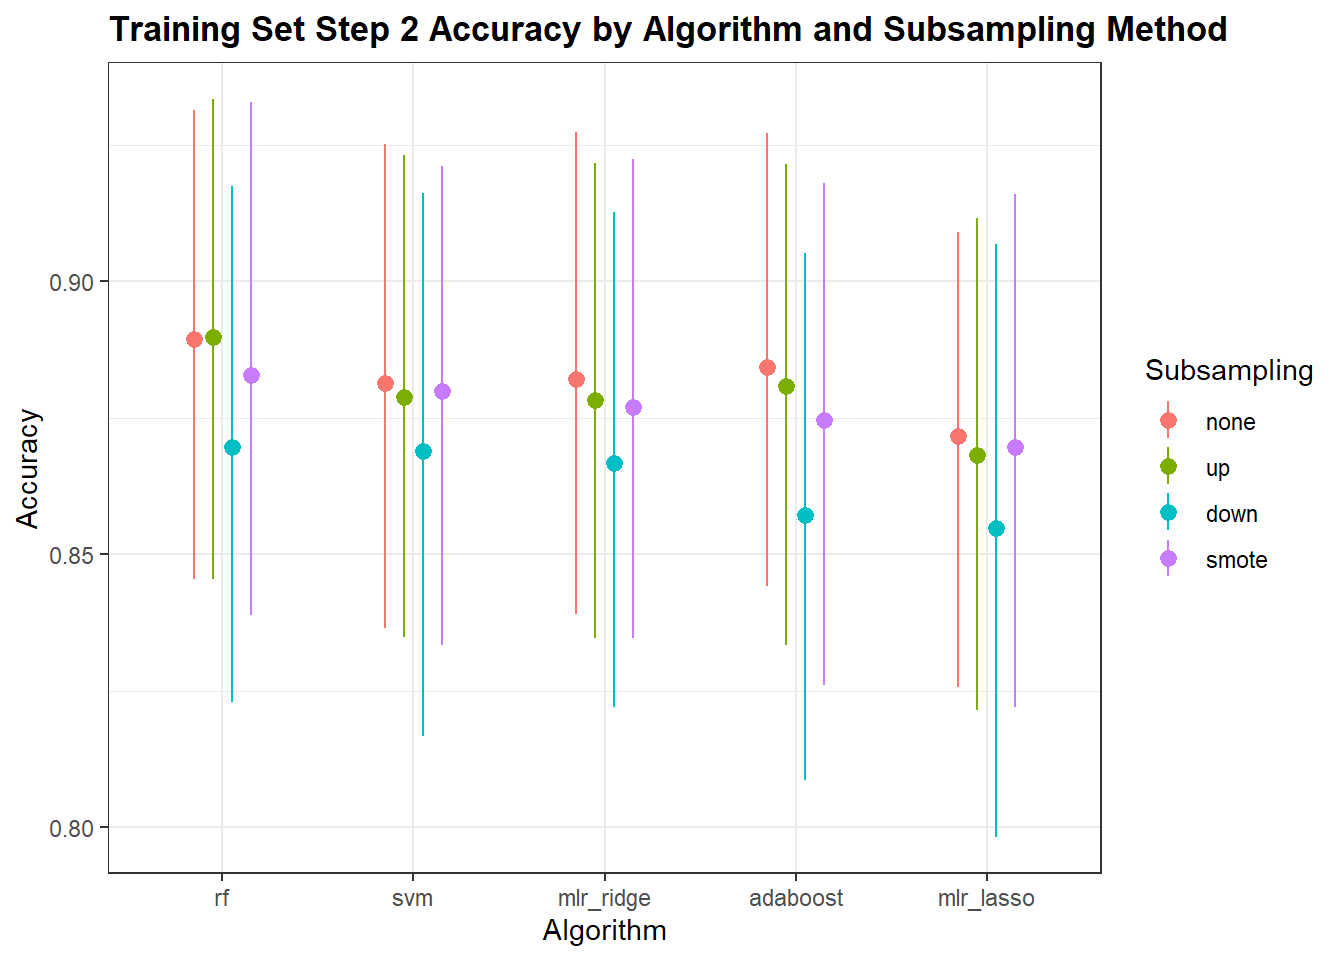 Training Set Step 2 Accuracy by Algorithm and Subsampling Method
Accuracy
0.90
0.85
0.80
rf
svm
mlr_ridge
adaboost
mlr_lasso
Algorithm
Subsampling
none
up
down
smote